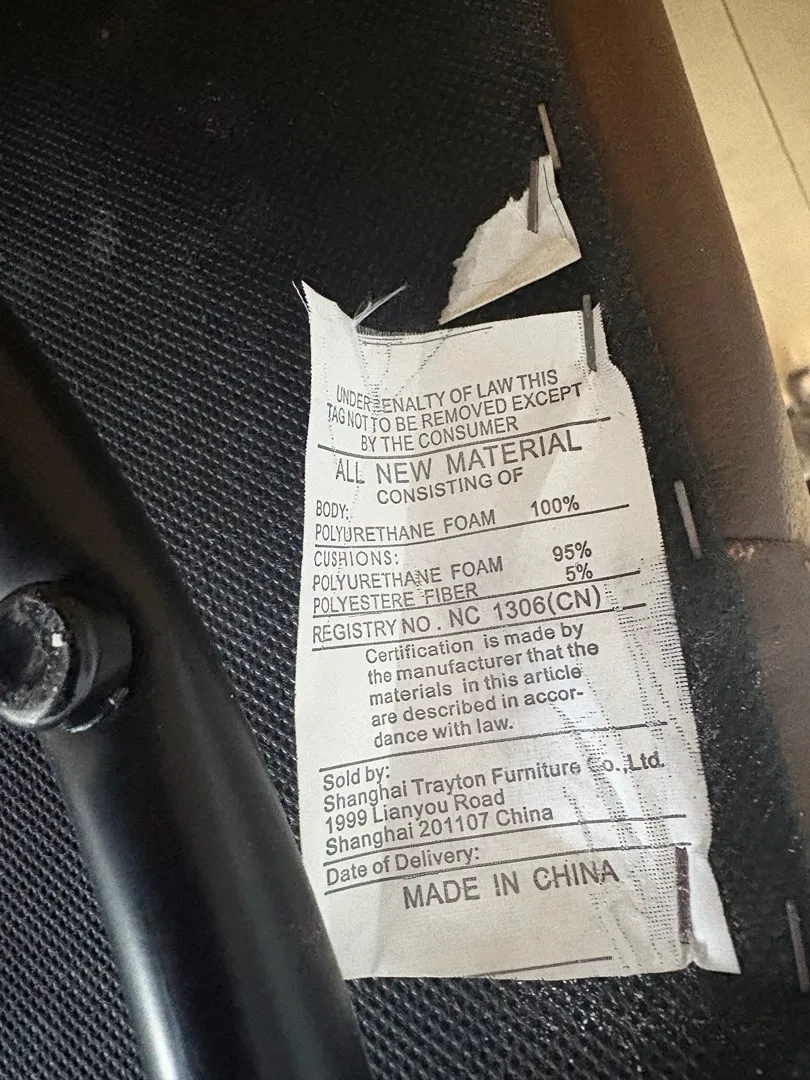 UNDER PENALTY OF LAW THIS
TAG NOT TO BE REMOVED EXCEPT
BY THE CONSUMER
ALL NEW MATERIAL
CONSISTING OF
BODY:
POLYURETHANE FOAM 100%
CUSHIONS:
POLYURETHANE FOAM 95%
POLYESTERE FIBER 5%
REGISTRY NO. NC 1306(CN)
Certification is made by
the manufacturer that the
materials in this article
are described in accor-
dance with law.
Sold by:
Shanghai Trayton Furniture Co.,Ltd.
1999 Lianyou Road
Shanghai 201107 China
Date of Delivery:
MADE IN CHINA